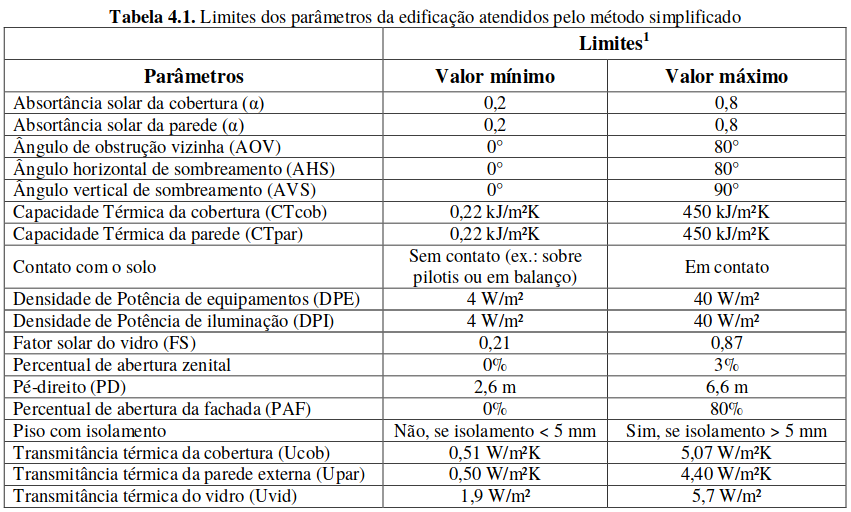 Tabela 4.1. Limites dos parâmetros da edificação atendidos pelo método simplificado
Limites¹
Parâmetros Valor mínimo Valor máximo
Absortância solar da cobertura (α) 0,2 0,8
Absortância solar da parede (α) 0,2 0,8
Ângulo de obstrução vizinha (AOV) 0° 80°
Ângulo horizontal de sombreamento (AHS) 0° 80°
Ângulo vertical de sombreamento (AVS) 0° 90°
Capacidade Térmica da cobertura (CTcob) 0,22 kJ/m²K 450 kJ/m²K
Capacidade Térmica da parede (CTpar) 0,22 kJ/m²K 450 kJ/m²K
Contato com o solo Sem contato (ex.: sobre Em contato
pilotis ou em balanço)
Densidade de Potência de equipamentos (DPE) 4 W/m² 40 W/m²
Densidade de Potência de iluminação (DPI) 4 W/m² 40 W/m²
Fator solar do vidro (FS) 0,21 0,87
Percentual de abertura zenital 0% 3%
Pé-direito (PD) 2,6 m 6,6 m
Percentual de abertura da fachada (PAF) 0% 80%
Piso com isolamento Não, se isolamento < 5 mm Sim, se isolamento > 5 mm
Transmitância térmica da cobertura (Ucob) 0,51 W/m²K 5,07 W/m²K
Transmitância térmica da parede externa (Upar) 0,50 W/m²K 4,40 W/m²K
Transmitância térmica do vidro (Uvid) 1,9 W/m² 5,7 W/m²